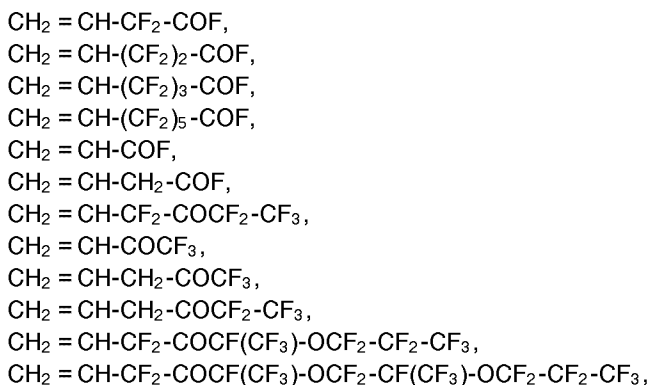 CH₂ = CH-CF₂-COF,
CH₂ = CH-(CF₂)₂-COF,
CH₂ = CH-(CF₂)₃-COF,
CH₂ = CH-(CF₂)₅-COF,
CH₂ = CH-COF,
CH₂ = CH-CH₂-COF,
CH₂ = CH-CF₂-COCF₂-CF₃,
CH₂ = CH-COCF₃,
CH₂ = CH-CH₂-COCF₃,
CH₂ = CH-CH₂-COCF₂-CF₃,
CH₂ = CH-CF₂-COCF(CF₃)-OCF₂-CF₂-CF₃,
CH₂ = CH-CF₂-COCF(CF₃)-OCF₂-CF(CF₃)-OCF₂-CF₂-CF₃,